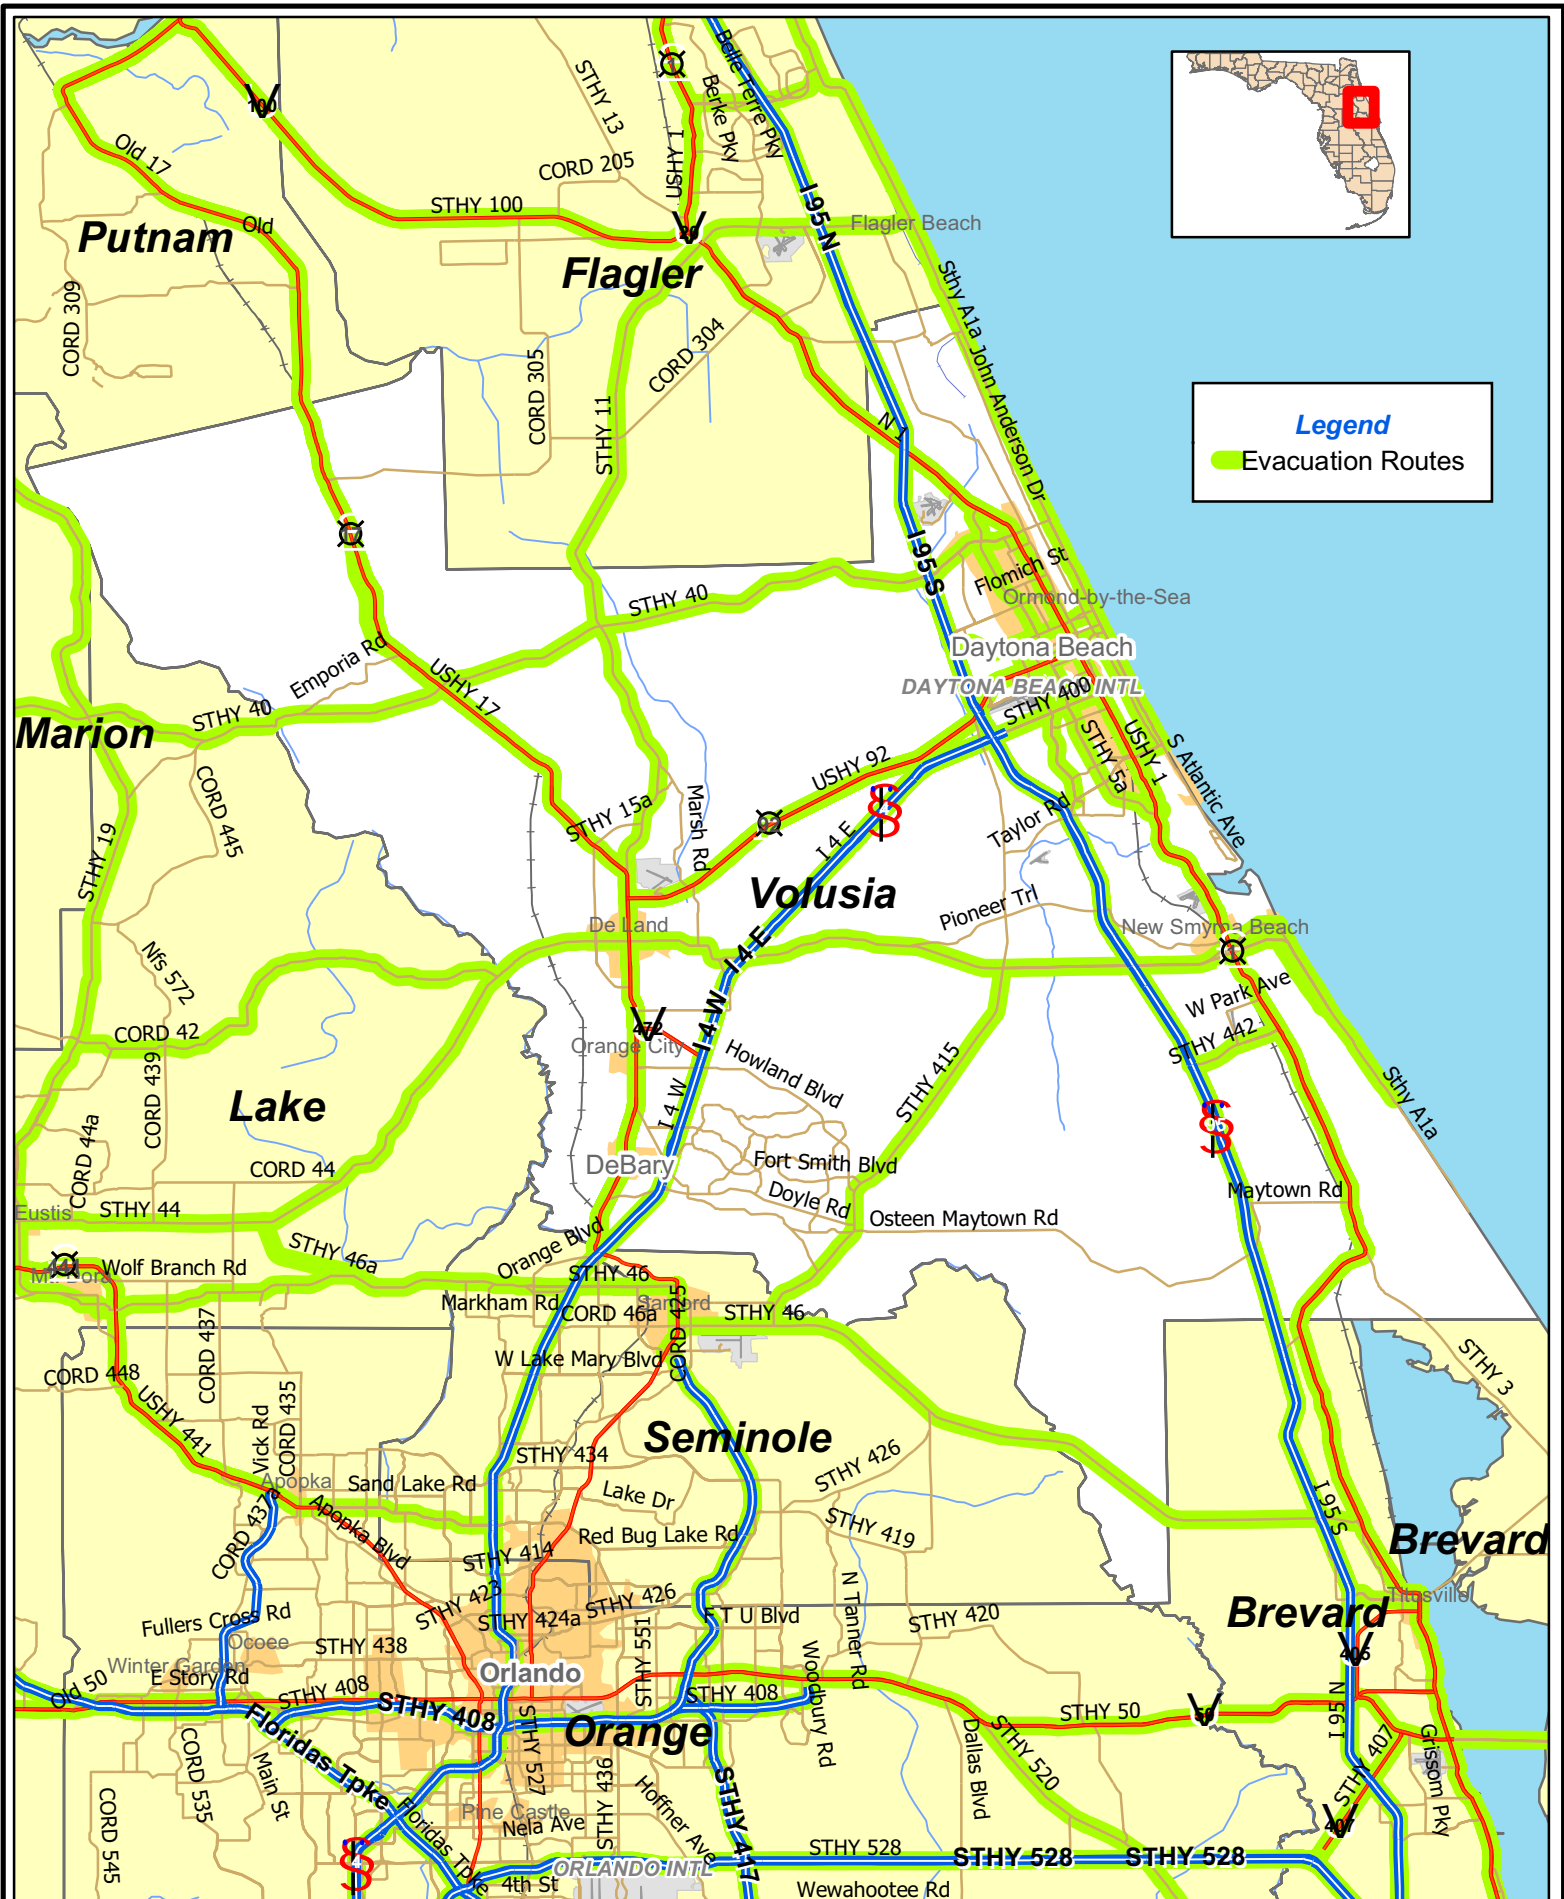 STHY 13
Belle Terre Pky
Berke Pky
100
USHY 1
Old 17
CORD 205
STHY 100
I 95 N
Old
20
Flagler Beach
Putnam
Flagler
CORD 309
Sthy A1a John Anderson Dr
CORD 304
CORD 305
STHY 11
N 1
Legend
Evacuation Routes
17
I 95 S
Flomich St
STHY 40
Ormond-by-the-Sea
Emporia Rd
Daytona Beach
USHY 17
DAYTONA BEACH INTL
STHY 400
STHY 40
Marion
STHY 5a
USHY 1
S Atlantic Ave
USHY 92
CORD 445
STHY 15a
Marsh Rd
92
I 4 E
Taylor Rd
STHY 19
Volusia
Pioneer Trl
De Land
New Smyrna Beach
I 4 E
Nfs 572
W Park Ave
I 4 W
CORD 42
472
Orange City
STHY 442
Howland Blvd
STHY 415
CORD 439
Lake
I 4 W
Sthy A1a
95
CORD 44a
CORD 44
DeBary
Fort Smith Blvd
Doyle Rd
Maytown Rd
Eustis
STHY 44
Osteen Maytown Rd
Orange Blvd
STHY 46a
441
Wolf Branch Rd
Mt Dora
STHY 46
Markham Rd
CORD 46a
Sanford
STHY 46
CORD 425
CORD 437
W Lake Mary Blvd
CORD 448
STHY 3
USHY 441
CORD 435
Vick Rd
Seminole
STHY 434
STHY 426
Apopka
Sand Lake Rd
Lake Dr
I 95 S
CORD 437a
Apopka Blvd
STHY 419
Red Bug Lake Rd
Brevard
STHY 414
N Tanner Rd
Titusville
STHY 423
STHY 426
Fullers Cross Rd
STHY 424a
F T U Blvd
STHY 420
Brevard
Ocoee
STHY 438
STHY 551
406
Winter Garden
E Story Rd
Orlando
Woodbury Rd
Old 50
STHY 408
STHY 408
STHY 408
STHY 50
50
I 95 N
Floridas Tpke
Orange
STHY 527
Dallas Blvd
STHY 520
STHY 407
Grissom Pky
CORD 535
Main St
STHY 436
Hoffner Ave
STHY 417
CORD 545
Floridas Tpke
Pine Castle
Nela Ave
407
STHY 528
STHY 528
STHY 528
ORLANDO INTL
4th St
Wewahootee Rd